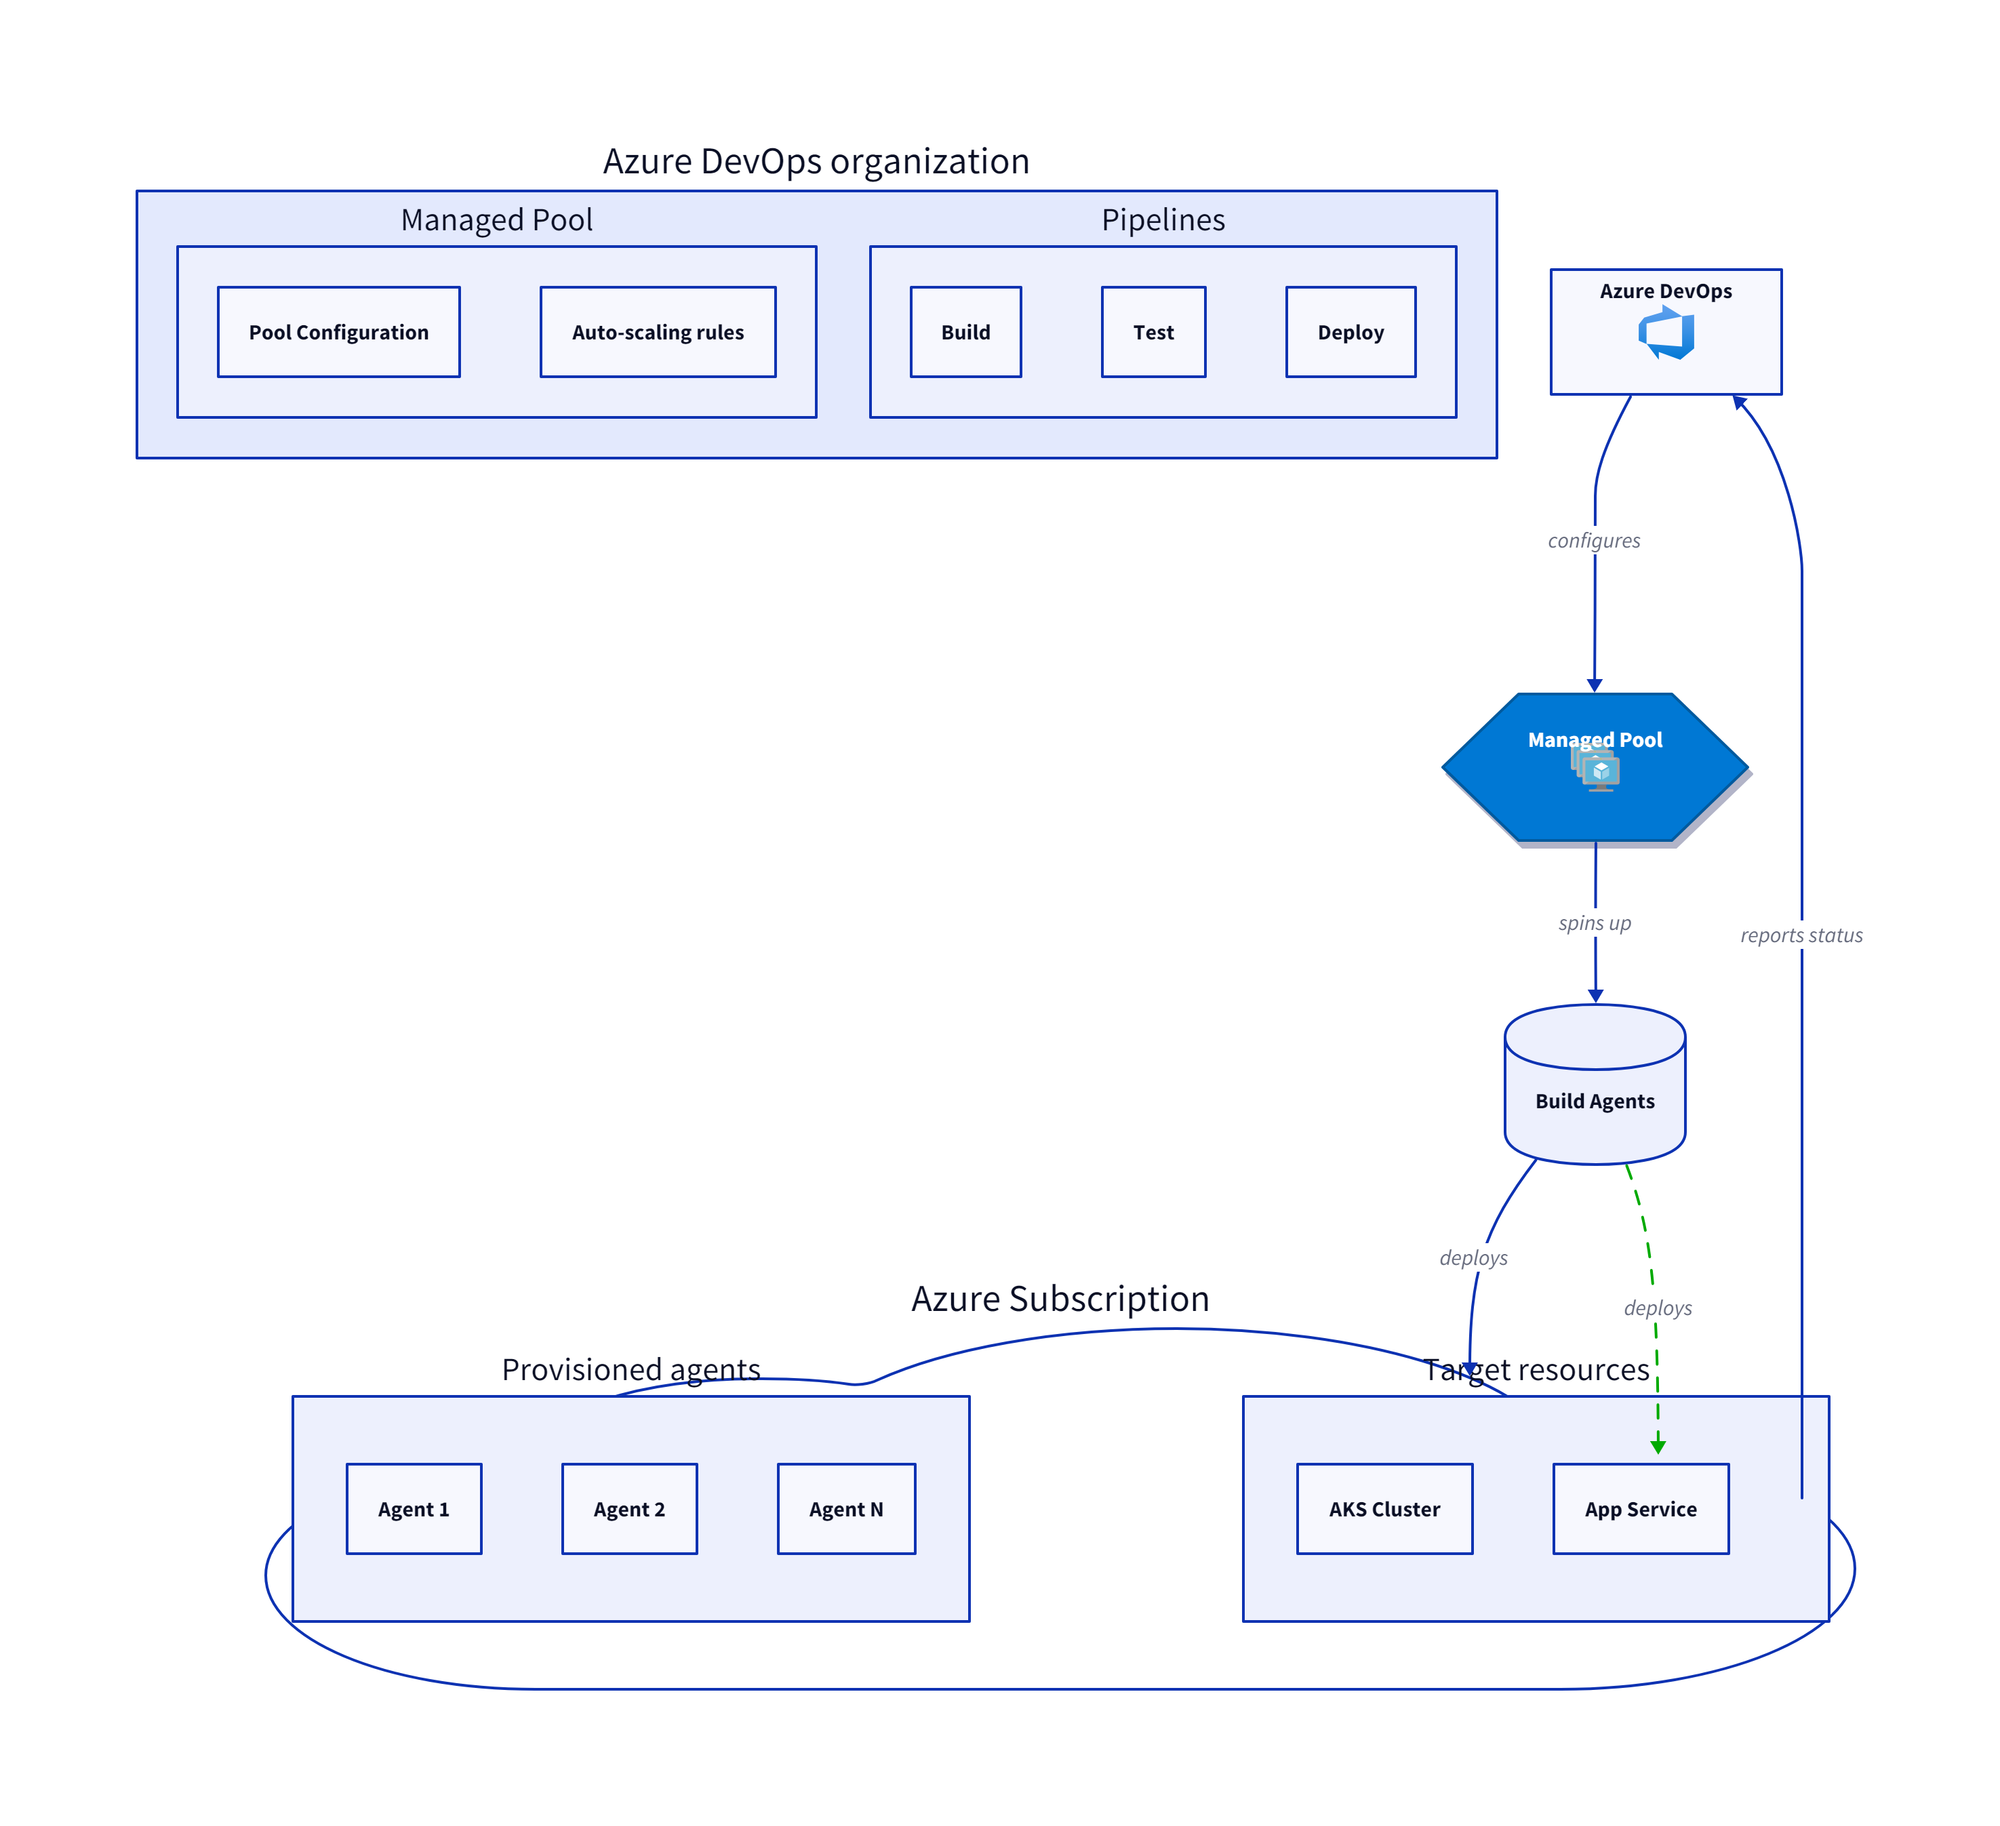 Azure DevOps organization
Managed Pool
Pipelines
Pool Configuration
Auto-scaling rules
Build
Test
Deploy
Azure DevOps
configures
Managed Pool
spins up
reports status
Build Agents
deploys
deploys
Azure Subscription
Provisioned agents
Target resources
Agent 1
Agent 2
Agent N
AKS Cluster
App Service